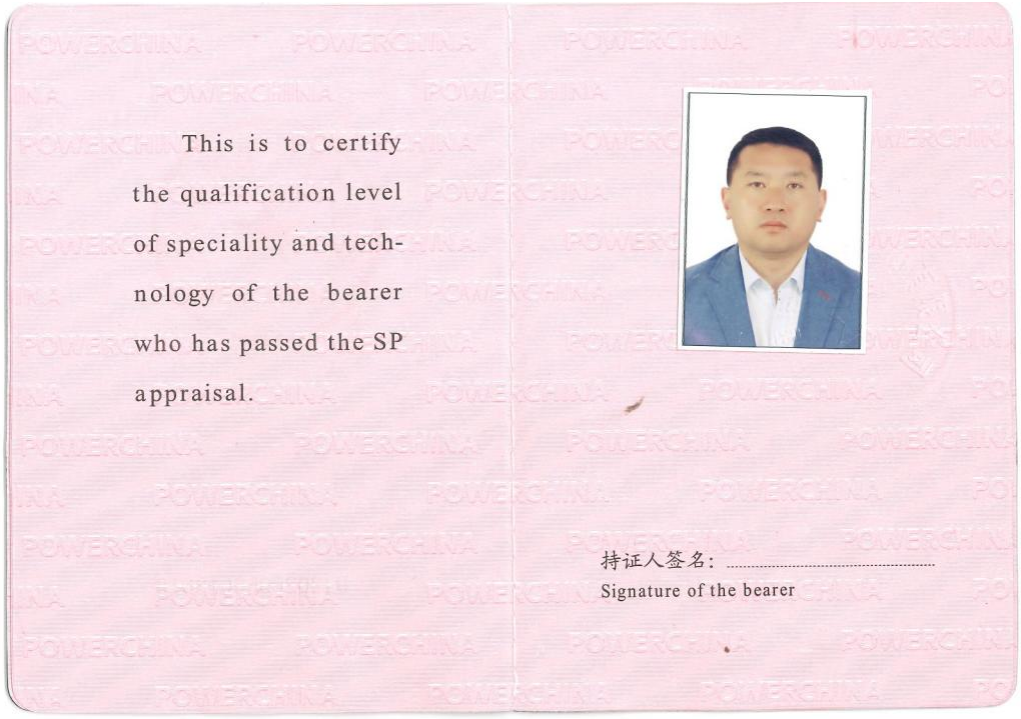 This is to certify
the qualification level
of speciality and tech-
nology of the bearer
who has passed the SP
appraisal.
持证人签名：
Signature of the bearer
POWERCHINA